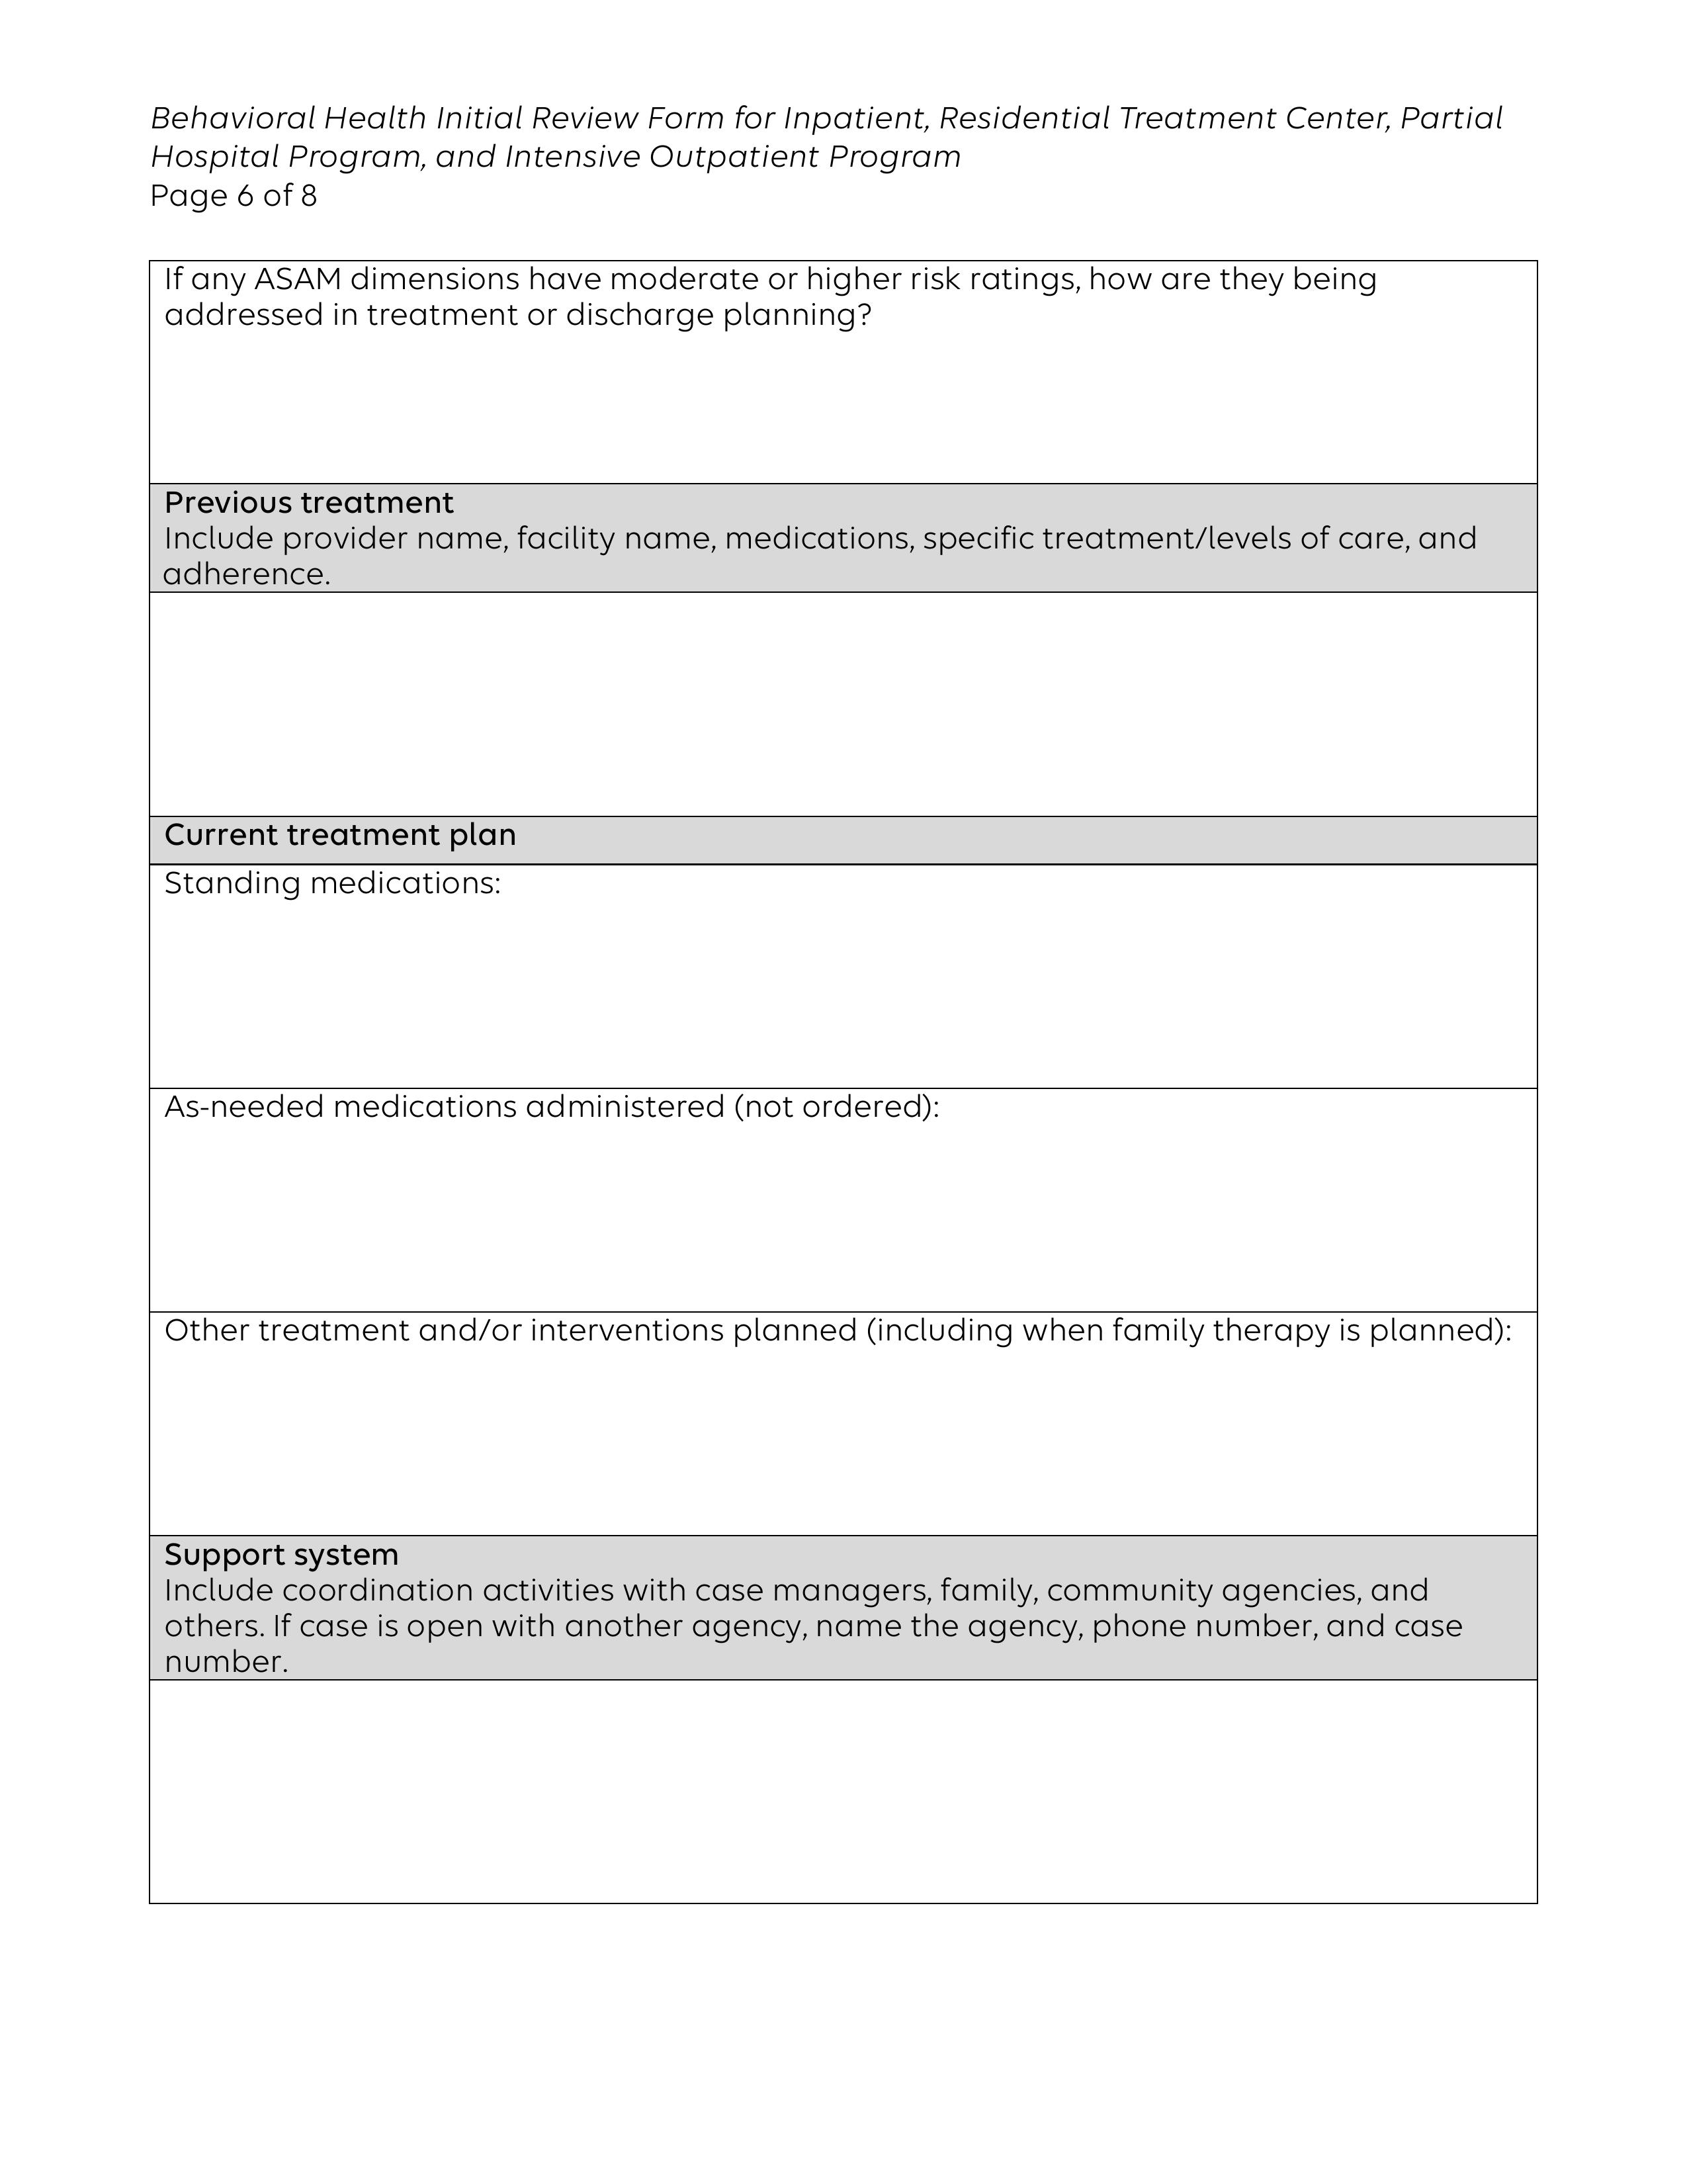 Behavioral Health Initial Review Form for Inpatient, Residential Treatment Center, Partial
Hospital Program, and Intensive Outpatient Program
Page 6 of 8
If any ASAM dimensions have moderate or higher risk ratings, how are they being
addressed in treatment or discharge planning?
Previous treatment
Include provider name, facility name, medications, specific treatment/levels of care, and
adherence.
Current treatment plan
Standing medications:
As-needed medications administered (not ordered):
Other treatment and/or interventions planned (including when family therapy is planned):
Support system
Include coordination activities with case managers, family, community agencies, and
others. If case is open with another agency, name the agency, phone number, and case
number.